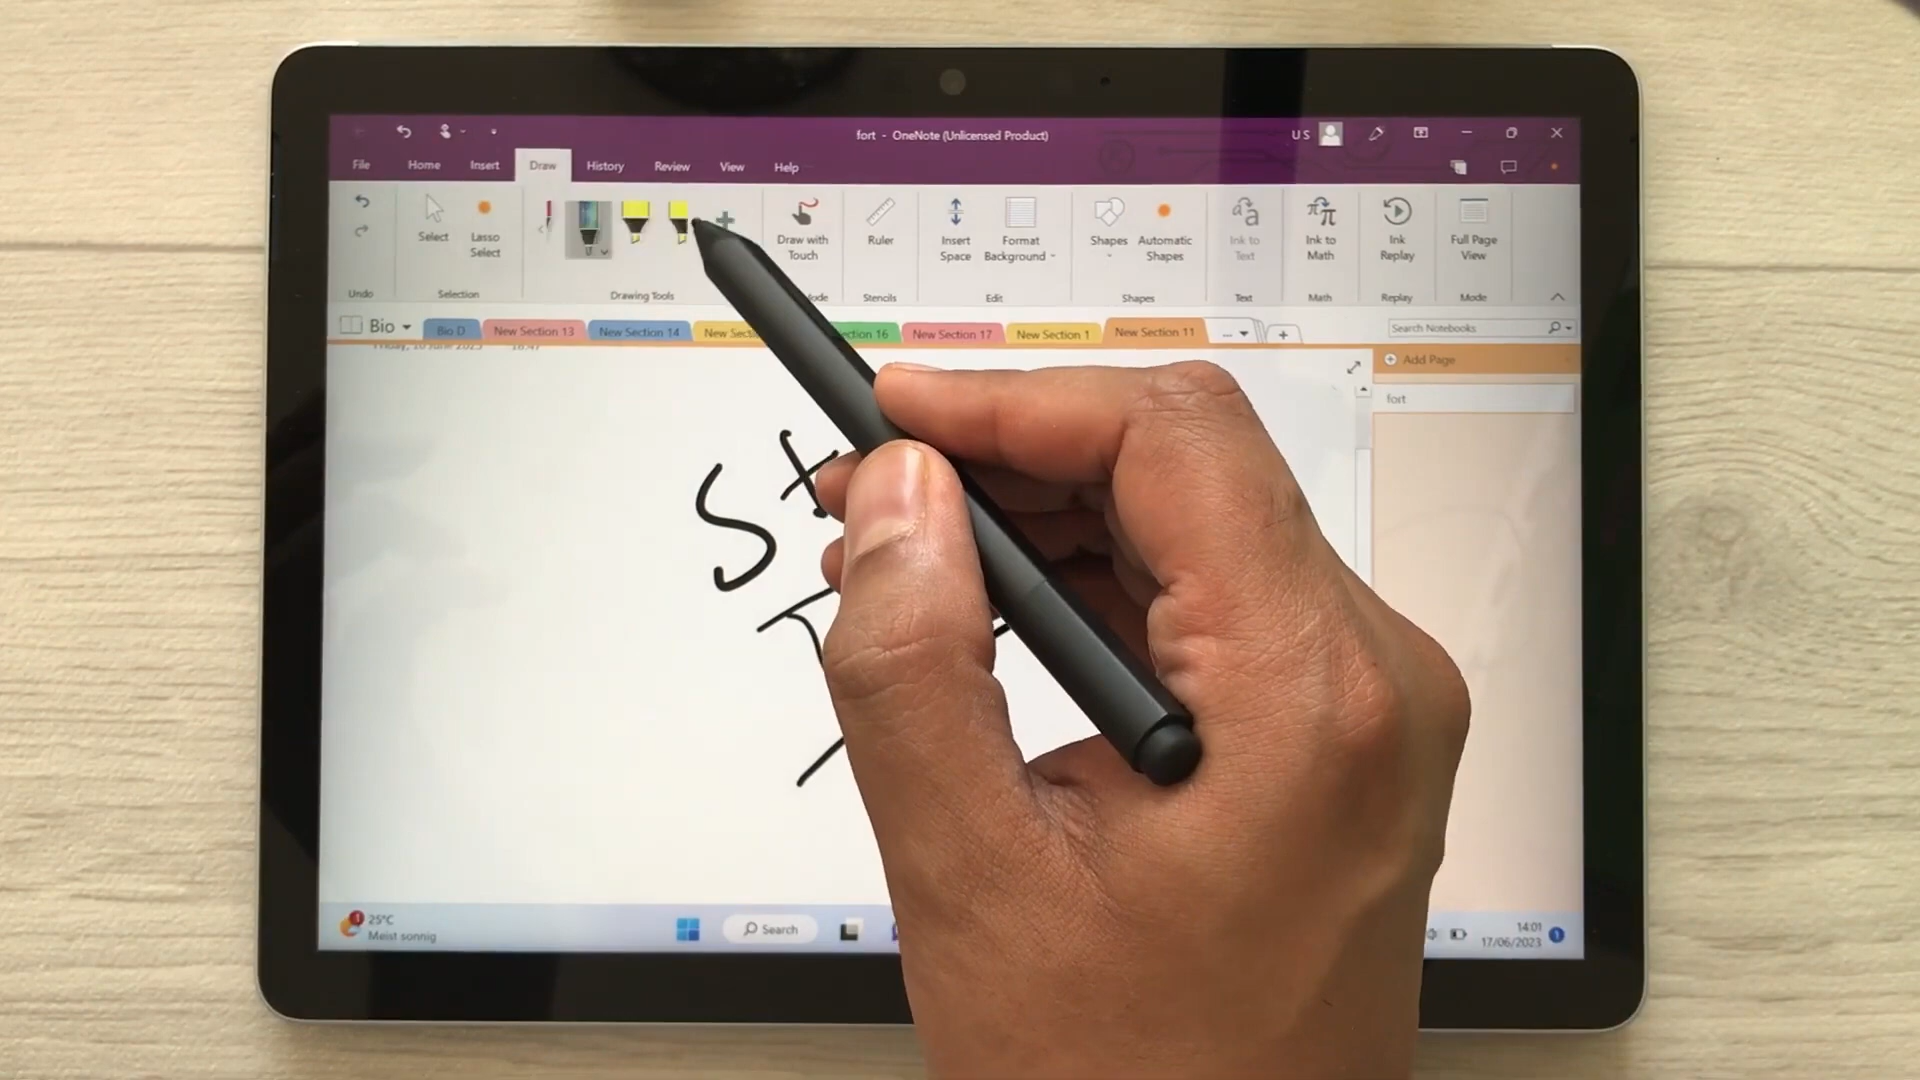 fort - OneNote (Unlicensed Product)
U S
File Home Insert Draw History Review View Help
Select
Lasso Select
Draw with Touch
Ruler
Insert Space
Format Background
Shapes
Automatic Shapes
Ink to Text
Ink to Math
Ink Replay
Full Page View
Undo
Selection
Drawing Tools
Stencils
Edit
Shapes
Text
Math
Replay
Mode
Bio
Bio D
New Section 13
New Section 14
New
16
New Section 17
New Section 1
New Section 11
Search Notebooks
Add Page
fort
S
25°C
Meist sonnig
Search
14:01
17/06/2023